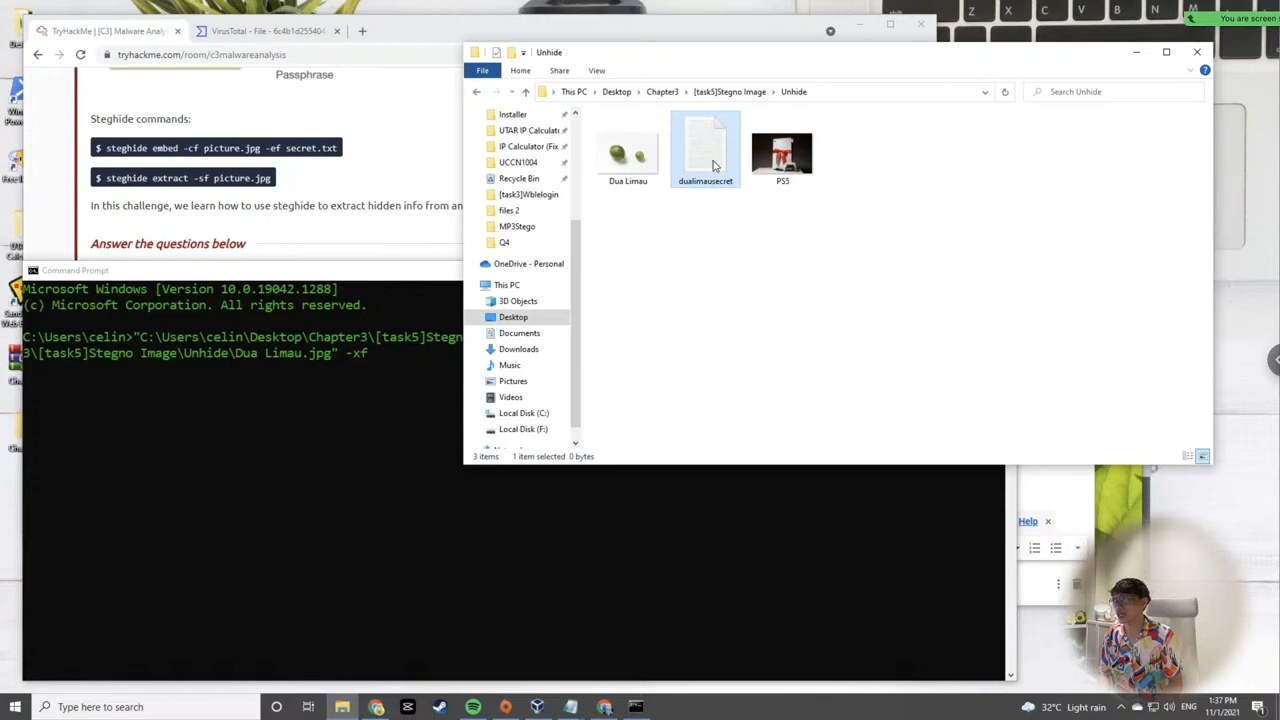 You are screen s
TryHackMe | [C3] Malware Analy
VirusTotal - File - 6c4b1d255404
tryhackme.com/room/c3malwareanalysis
Passphrase
Steghide commands:
$ steghide embed -cf picture.jpg -ef secret.txt
$ steghide extract -sf picture.jpg
In this challenge, we learn how to use steghide to extract hidden info from an
Answer the questions below
Unhide
File
Home
Share
View
This PC
Desktop
Chapter3
[task5]Stegno Image
Unhide
Search Unhide
Installer
UTAR IP Calculat
IP Calculator (Fix
UCCN1004
Recycle Bin
[task3]Wblelogin
files 2
MP3Stego
Q4
OneDrive - Personal
This PC
3D Objects
Desktop
Documents
Downloads
Music
Pictures
Videos
Local Disk (C:)
Local Disk (F:)
Dua Limau
dualimausecret
PS5
3 items
1 item selected
0 bytes
Command Prompt
Microsoft Windows [Version 10.0.19042.1288]
(c) Microsoft Corporation. All rights reserved.
C:\Users\celin>"C:\Users\celin\Desktop\Chapter3\[task5]Stegn
3\[task5]Stegno Image\Unhide\Dua Limau.jpg" -xf
Help
Type here to search
32°C Light rain
ENG
1:37 PM
11/1/2021